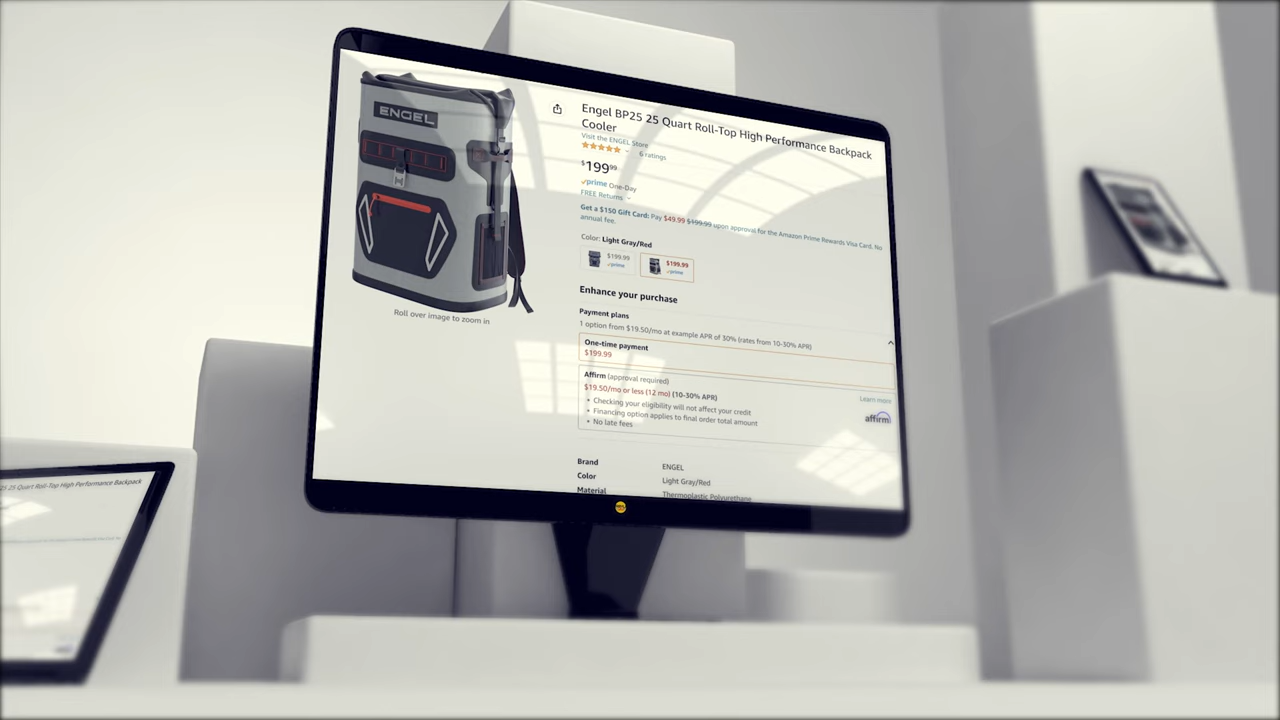 ENGEL
Roll over image to zoom in
Engel BP25 25 Quart Roll-Top High Performance Backpack
Cooler
Visit the ENGEL Store
6 ratings
$199.99
prime One-Day
FREE Returns
Get a $150 Gift Card: Pay $49.99 $199.99 upon approval for the Amazon Prime Rewards Visa Card. No
annual fee.
Color: Light Gray/Red
$199.99 $199.99
prime prime
Enhance your purchase
Payment plans
1 option from $19.50/mo at example APR of 30% (rates from 10-30% APR)
One-time payment
$199.99
Affirm (approval required)
$19.50/mo or less (12 mo) (10-30% APR)
Learn more
• Checking your eligibility will not affect your credit
• Financing option applies to final order total amount
• No late fees
affirm
Brand ENGEL
Color Light Gray/Red
Material Thermoplastic Polyurethane
25 Quart Roll-Top High Performance Backpack